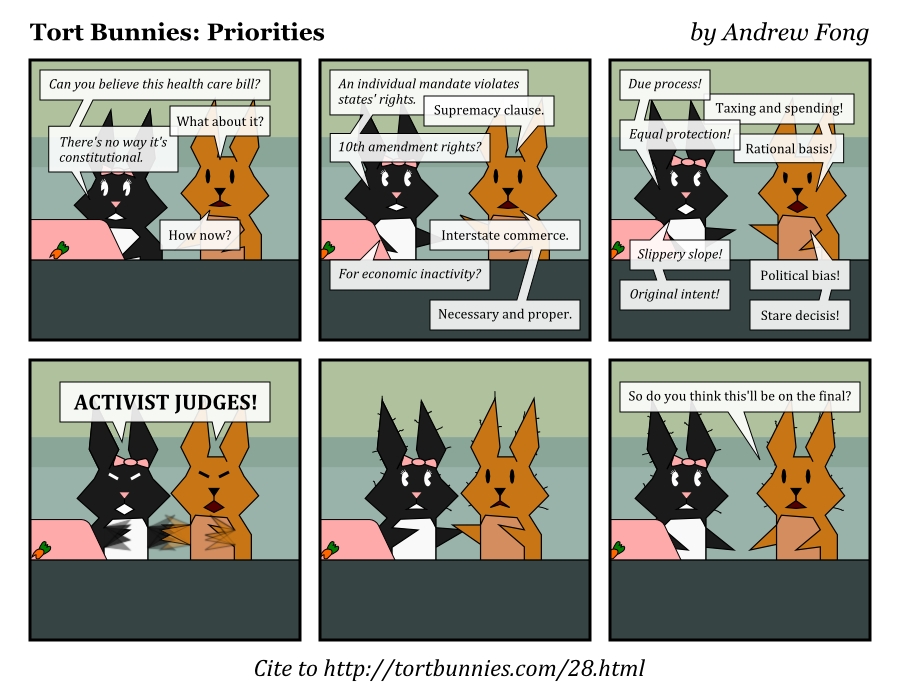 Tort Bunnies: Priorities
by Andrew Fong
Can you believe this health care bill?
What about it?
There's no way it's
constitutional.
How now?
An individual mandate violates
states' rights.
Supremacy clause.
10th amendment rights?
Interstate commerce.
For economic inactivity?
Necessary and proper.
Due process!
Taxing and spending!
Equal protection!
Rational basis!
Slippery slope!
Political bias!
Original intent!
Stare decisis!
ACTIVIST JUDGES!
So do you think this'll be on the final?
Cite to http://tortbunnies.com/28.html